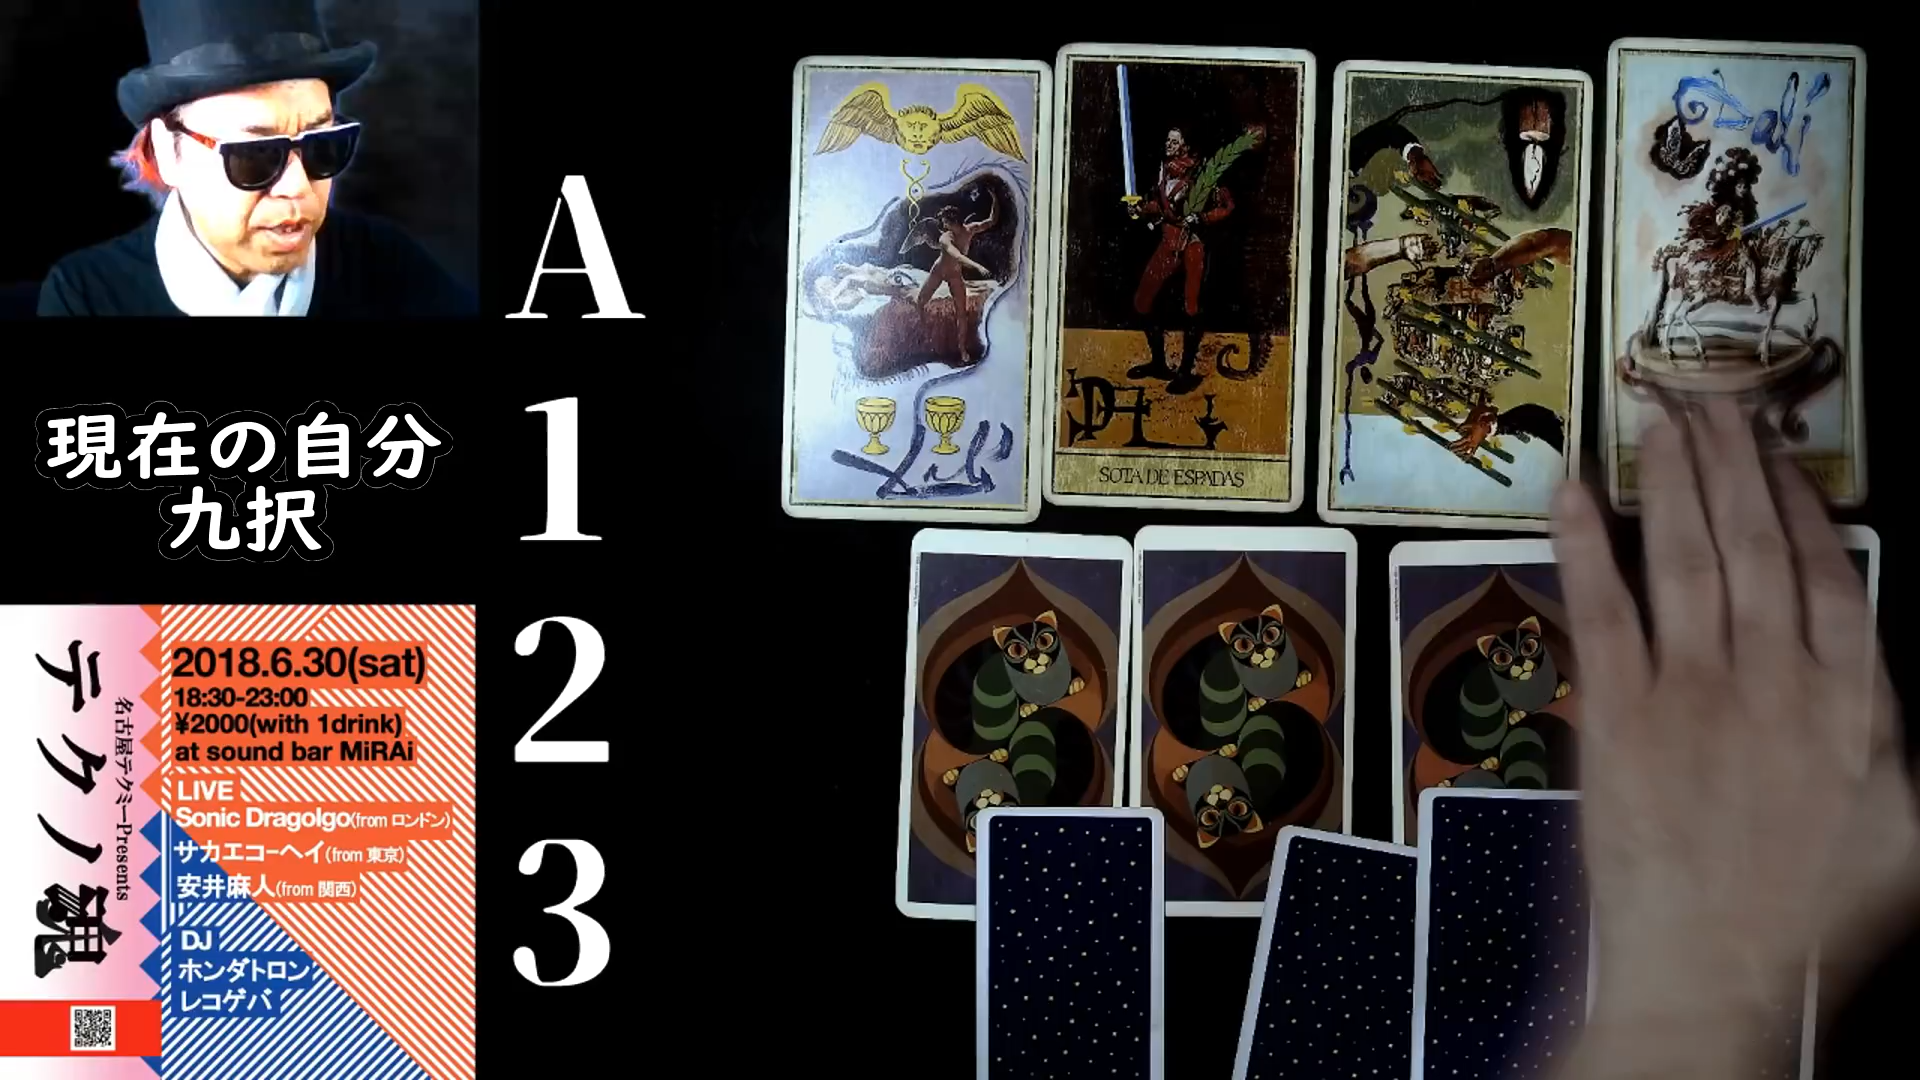 A
1
2
3
現在の自分
九択
テクノ魂
名古屋テクミーPresents
2018.6.30(sat)
18:30-23:00
¥2000(with 1drink)
at sound bar MiRAi
LIVE
Sonic Dragolgo(from ロンドン)
サカエコーヘイ(from 東京)
安井麻人(from 関西)
DJ
ホンダトロン
レコゲバ
SOTA DE ESPADAS
Dalí